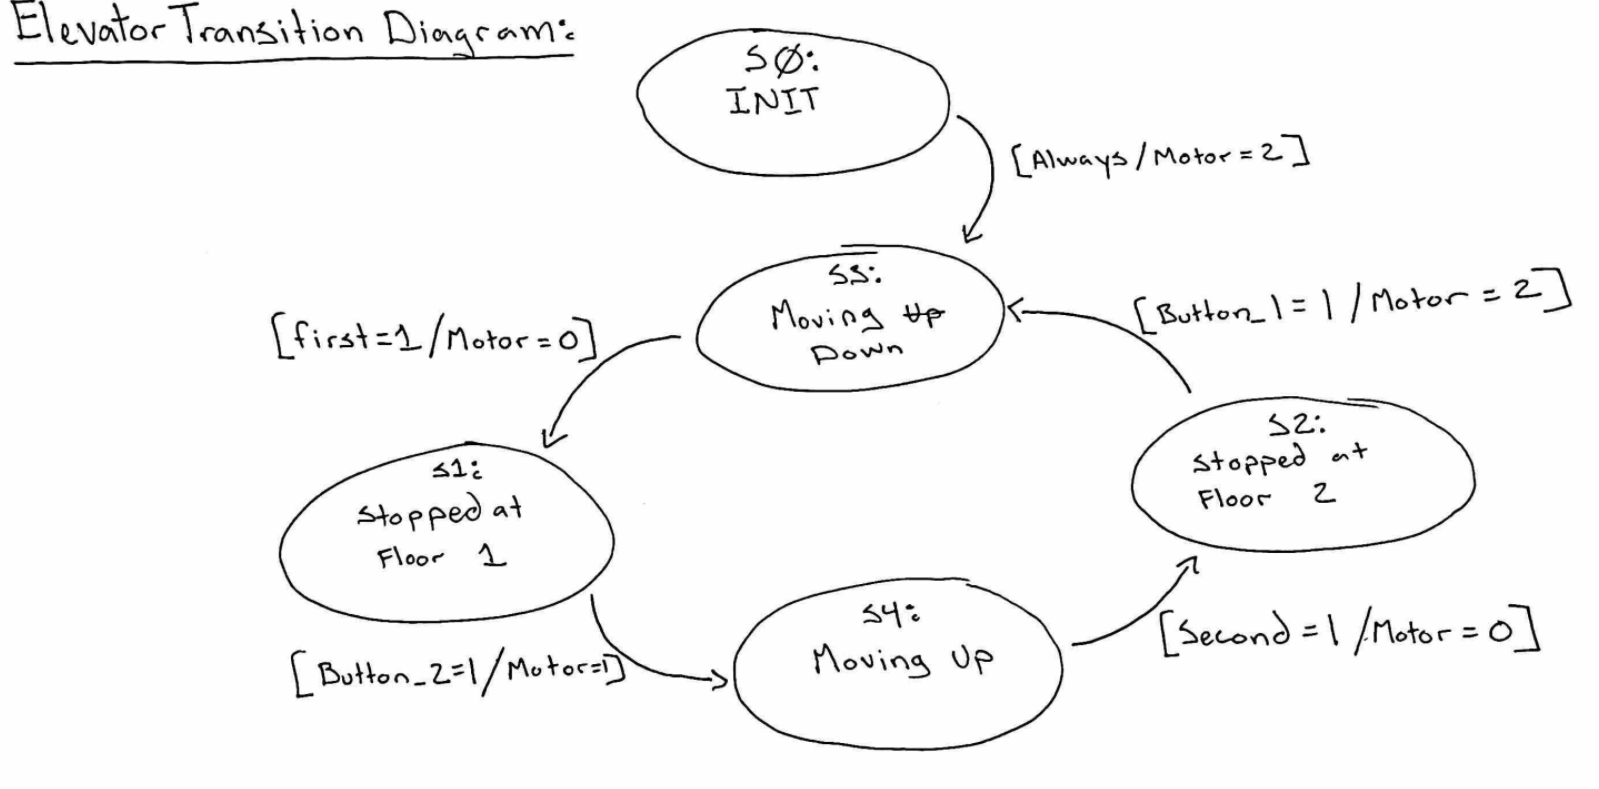 Elevator Transition Diagram:
SØ:
INIT
[Always/Motor=2]
S3:
Moving Up
Down
[Button_1=1/Motor=2]
[first=1/Motor=0]
S2:
Stopped at
Floor 2
S1:
Stopped at
Floor 1
S4:
Moving Up
[Second=1/Motor=0]
[Button_2=1/Motor=1]